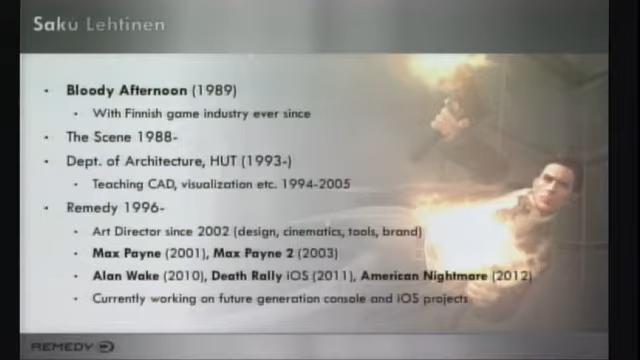 Saku Lehtinen
• Bloody Afternoon (1989)
• With Finnish game industry ever since
• The Scene 1988-
• Dept. of Architecture, HUT (1993-)
• Teaching CAD, visualization etc. 1994-2005
• Remedy 1996-
• Art Director since 2002 (design, cinematics, tools, brand)
• Max Payne (2001), Max Payne 2 (2003)
• Alan Wake (2010), Death Rally iOS (2011), American Nightmare (2012)
• Currently working on future generation console and iOS projects
REMEDY